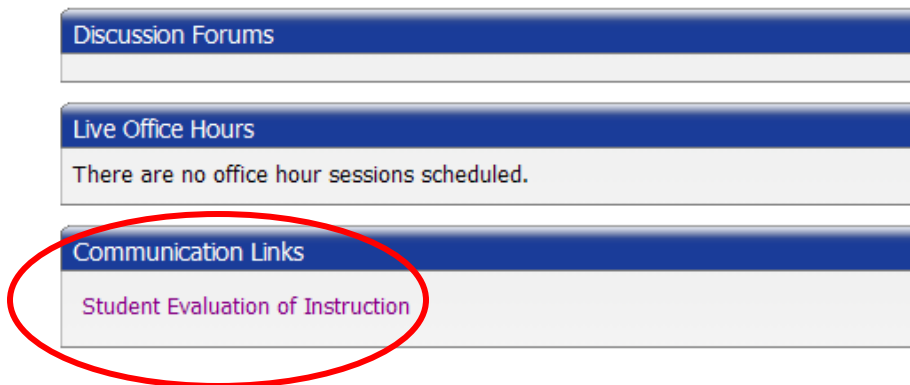 Discussion Forums
Live Office Hours
There are no office hour sessions scheduled.
Communication Links
Student Evaluation of Instruction